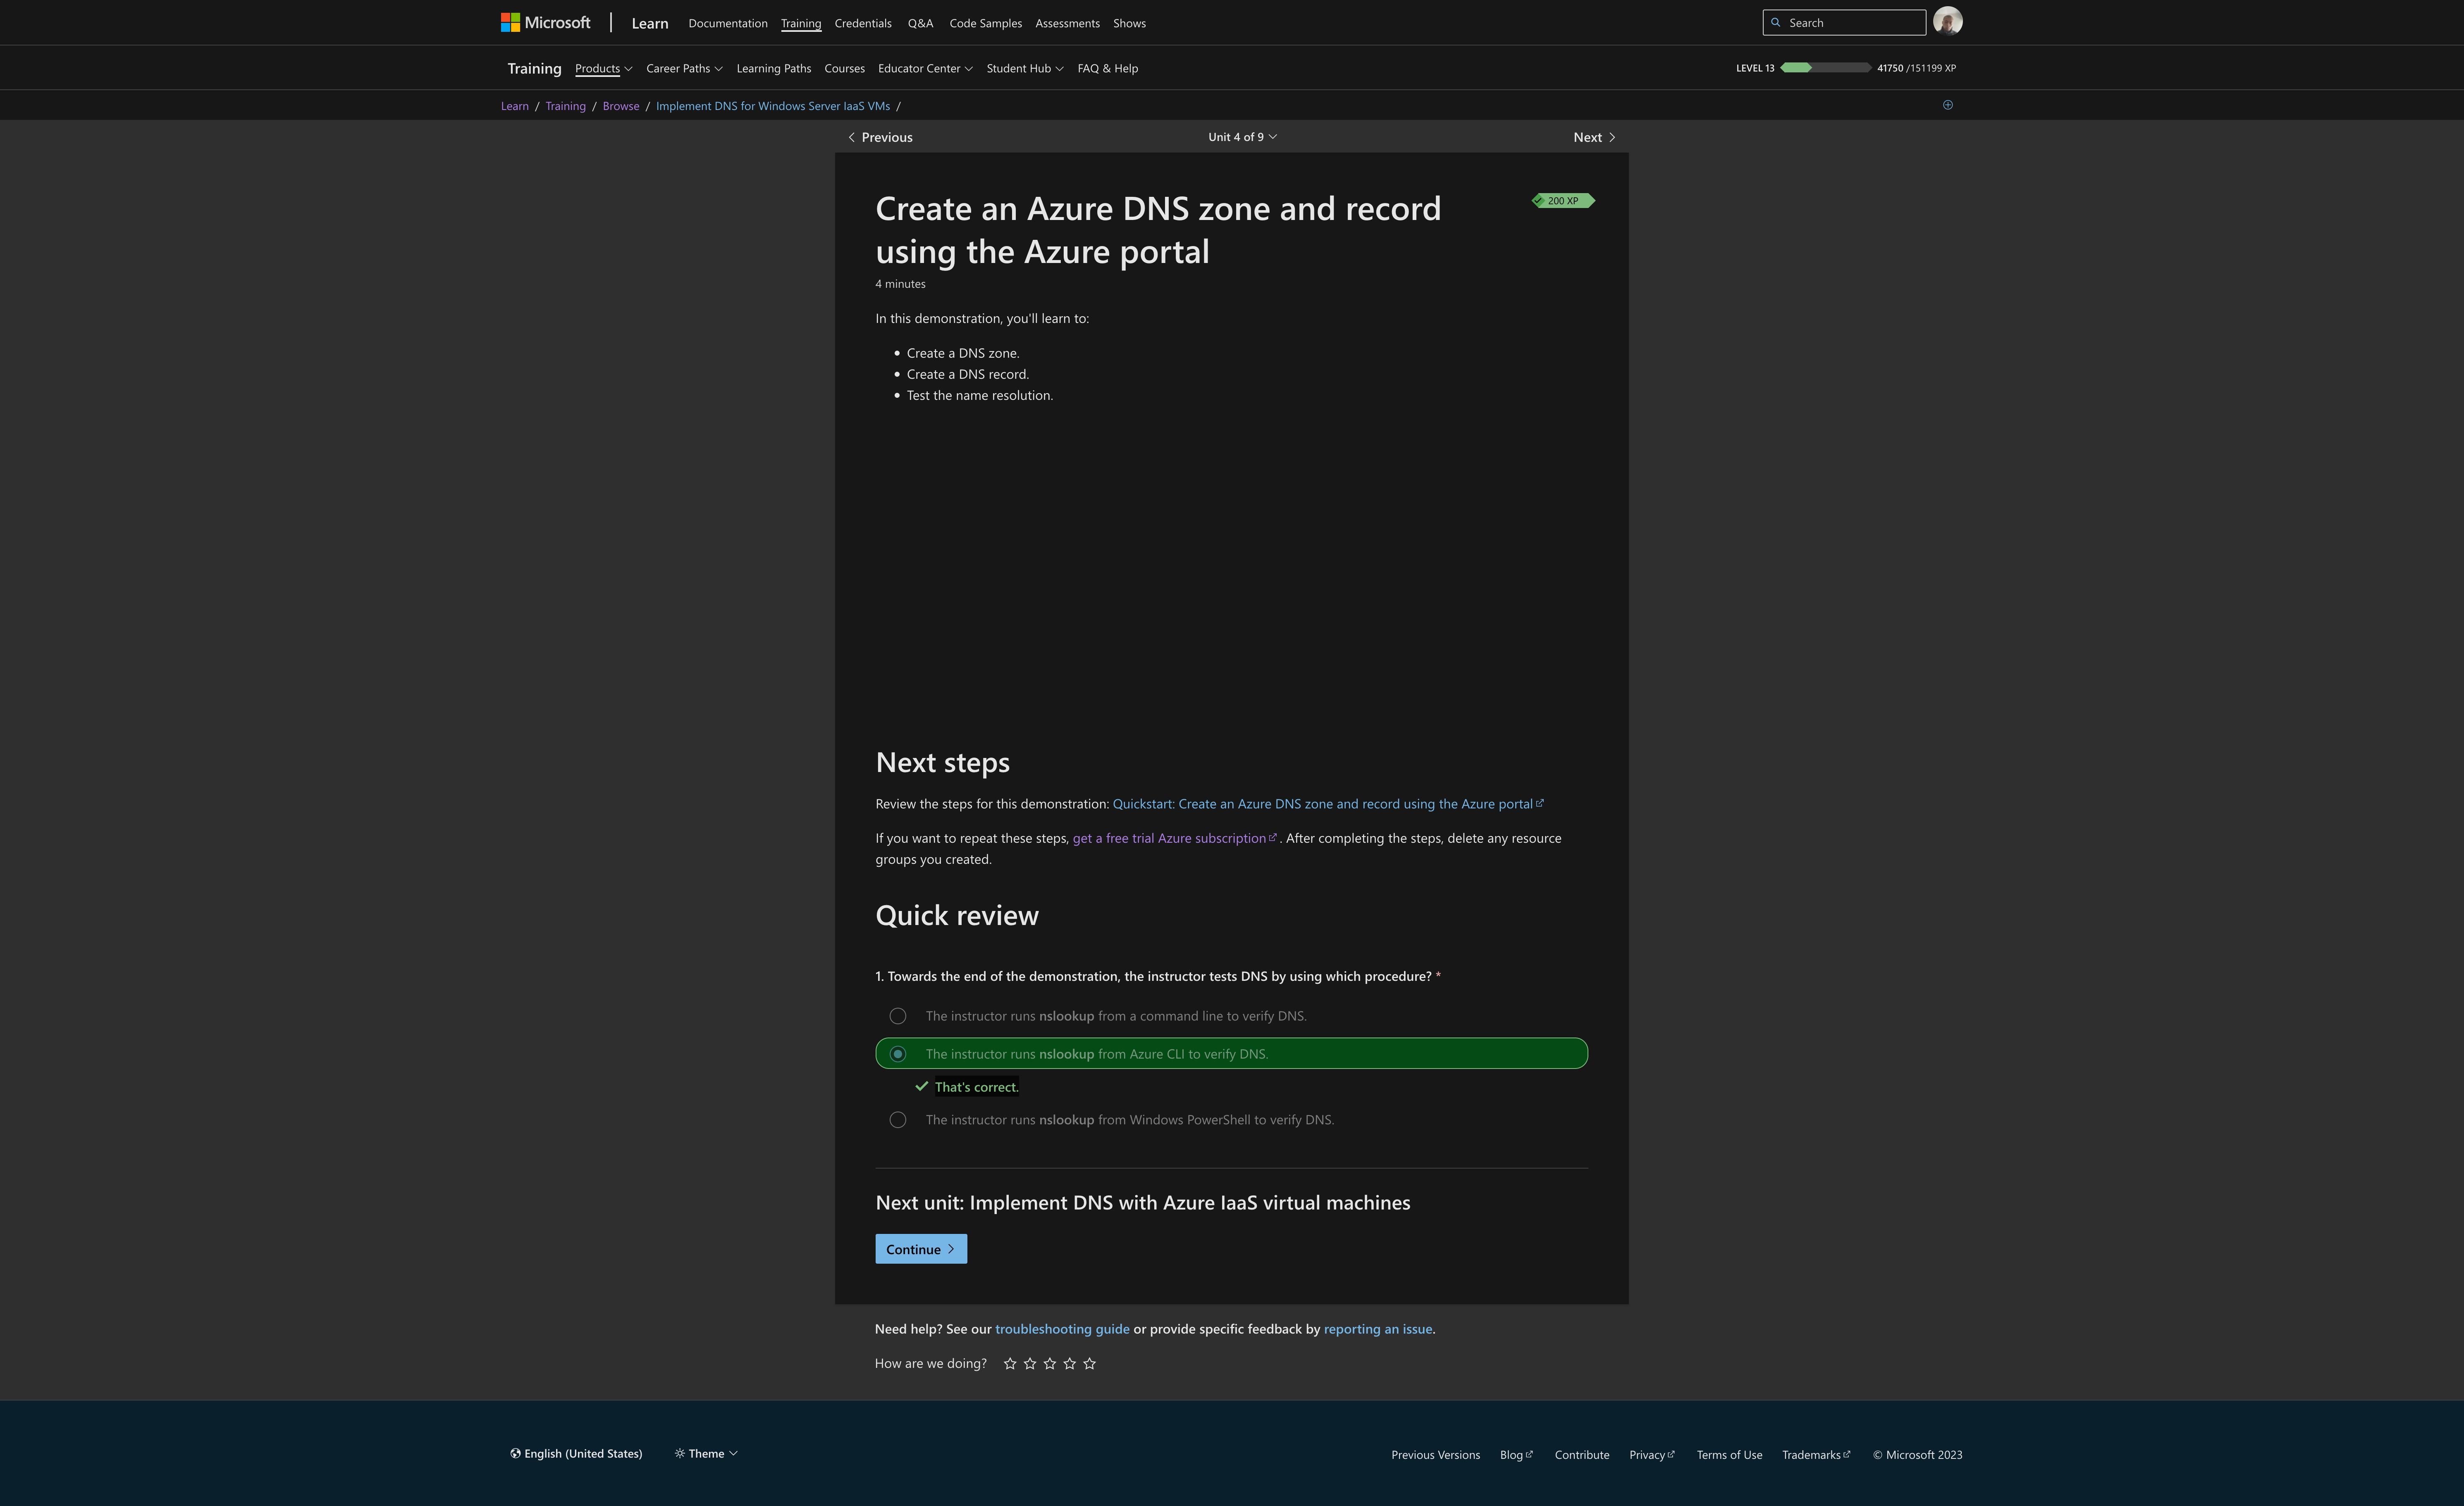 Microsoft | Learn Documentation Training Credentials Q&A Code Samples Assessments Shows Search
Training Products Career Paths Learning Paths Courses Educator Center Student Hub FAQ & Help LEVEL 13 41750 /151199 XP
Learn / Training / Browse / Implement DNS for Windows Server IaaS VMs /
Previous Unit 4 of 9 Next
Create an Azure DNS zone and record
using the Azure portal
200 XP
4 minutes
In this demonstration, you'll learn to:
• Create a DNS zone.
• Create a DNS record.
• Test the name resolution.
Next steps
Review the steps for this demonstration: Quickstart: Create an Azure DNS zone and record using the Azure portal
If you want to repeat these steps, get a free trial Azure subscription . After completing the steps, delete any resource
groups you created.
Quick review
1. Towards the end of the demonstration, the instructor tests DNS by using which procedure? *
The instructor runs nslookup from a command line to verify DNS.
The instructor runs nslookup from Azure CLI to verify DNS.
That's correct.
The instructor runs nslookup from Windows PowerShell to verify DNS.
Next unit: Implement DNS with Azure IaaS virtual machines
Continue
Need help? See our troubleshooting guide or provide specific feedback by reporting an issue.
How are we doing?
English (United States) Theme Previous Versions Blog Contribute Privacy Terms of Use Trademarks © Microsoft 2023